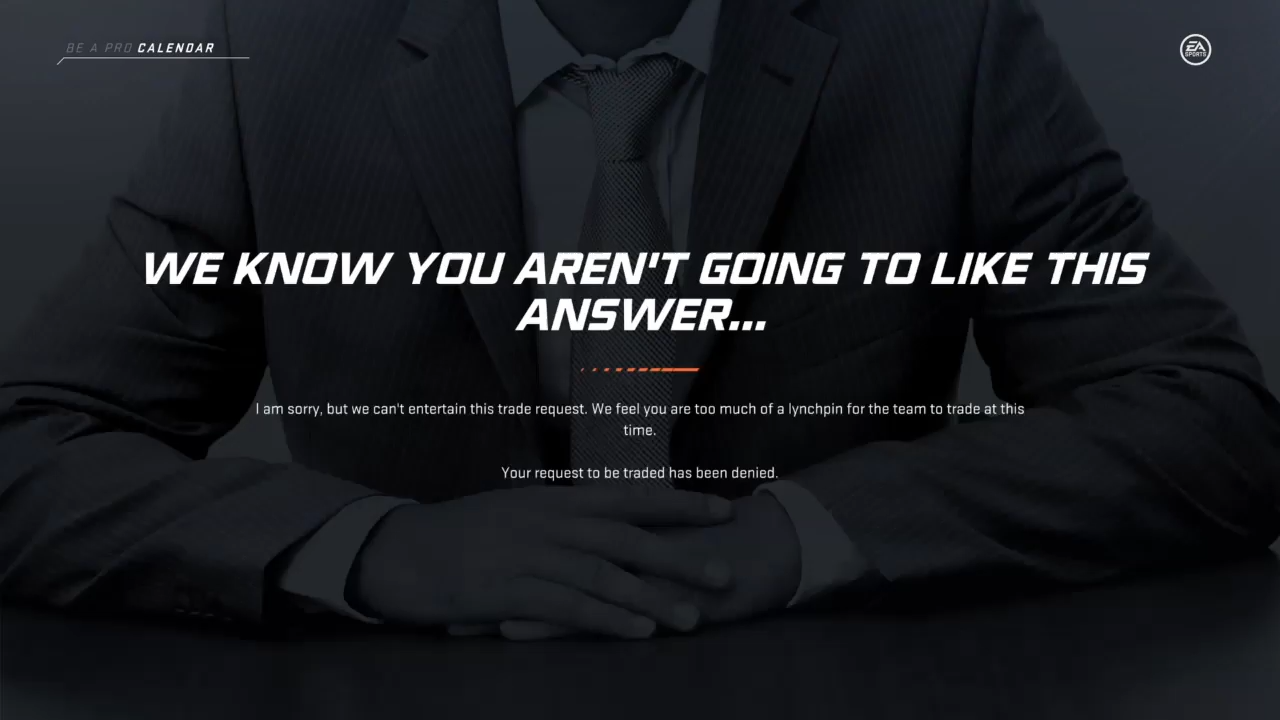 BE A PRO CALENDAR
EA
SPORTS
WE KNOW YOU AREN'T GOING TO LIKE THIS
ANSWER...
I am sorry, but we can't entertain this trade request. We feel you are too much of a lynchpin for the team to trade at this
time.
Your request to be traded has been denied.